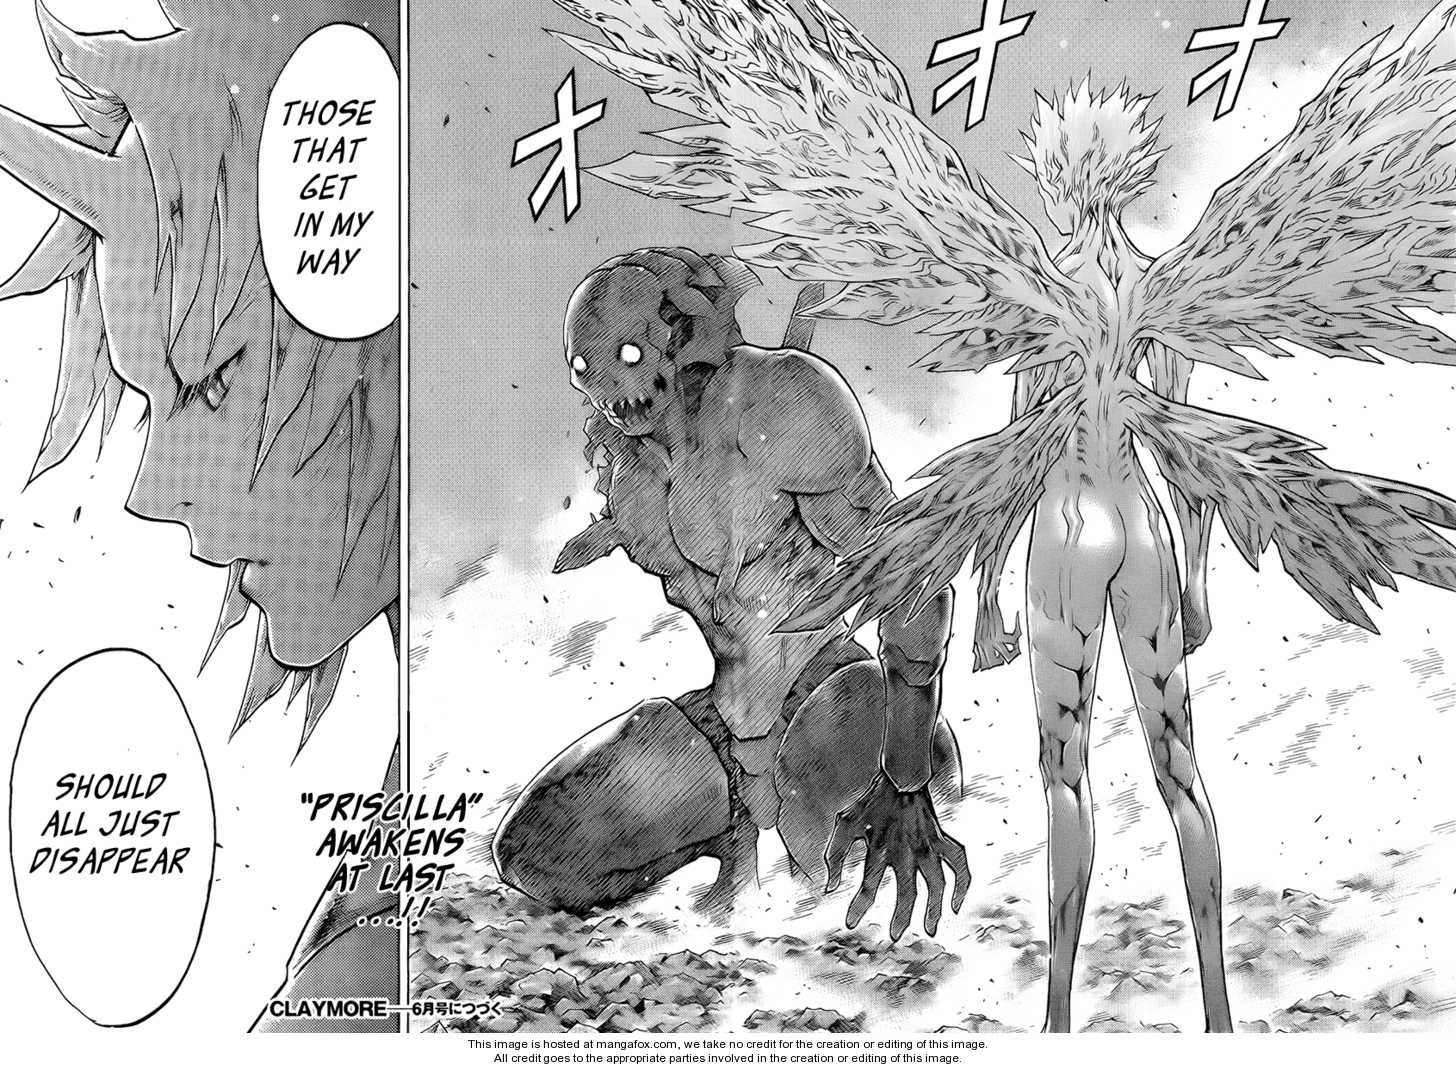 THOSE
THAT
GET
IN MY
WAY
SHOULD
ALL JUST
DISAPPEAR
"PRISCILLA"
AWAKENS
AT LAST
...!!
オ
オ
オ
CLAYMORE——6月号につづく
This image is hosted at mangafox.com, we take no credit for the creation or editing of this image.
All credit goes to the appropriate parties involved in the creation or editing of this image.